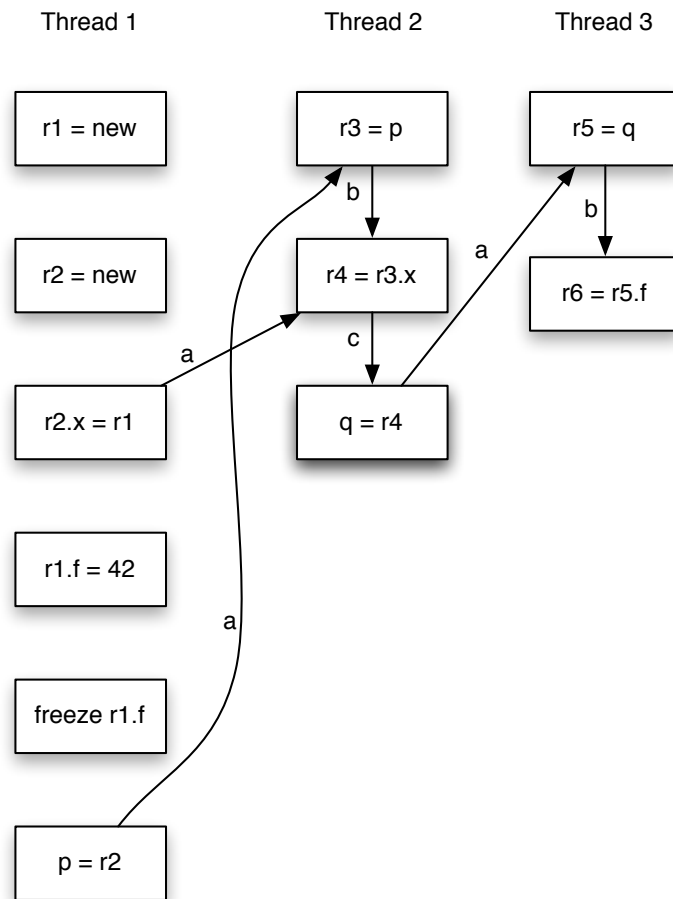 Thread 1
Thread 2
Thread 3
r1 = new
r3 = p
r5 = q
b
b
r2 = new
r4 = r3.x
a
r6 = r5.f
a
c
r2.x = r1
q = r4
r1.f = 42
a
freeze r1.f
p = r2